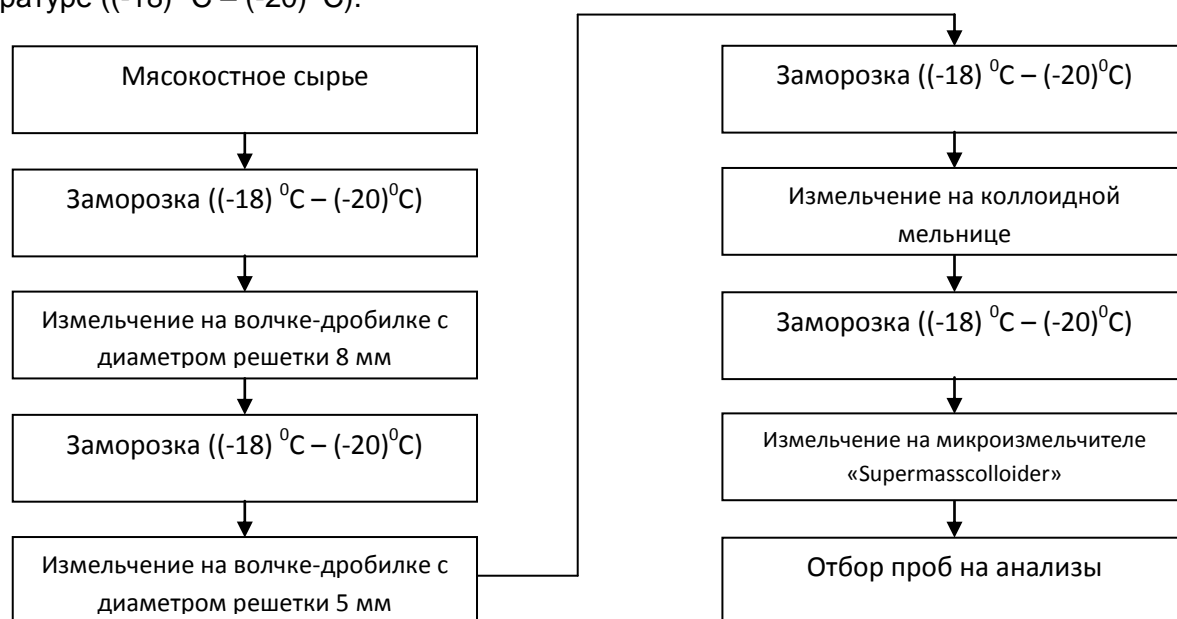 ратуре ((-18) ⁰С – (-20) ⁰С).
Мясокостное сырье
Заморозка ((-18) ⁰С – (-20)⁰С)
Измельчение на волчке-дробилке с
диаметром решетки 8 мм
Заморозка ((-18) ⁰С – (-20)⁰С)
Измельчение на волчке-дробилке с
диаметром решетки 5 мм
Заморозка ((-18) ⁰С – (-20)⁰С)
Измельчение на коллоидной
мельнице
Заморозка ((-18) ⁰С – (-20)⁰С)
Измельчение на микроизмельчителе
«Supermasscolloider»
Отбор проб на анализы